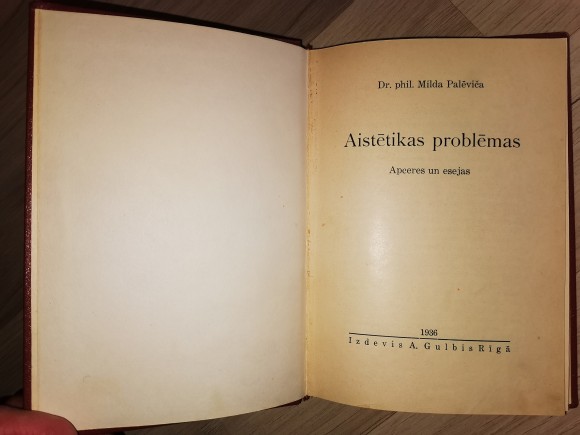 Dr. phil. Milda Palēviča
Aistētikas problēmas
Apceres un esejas
1936
Izdevis A. Gulbis Rīgā